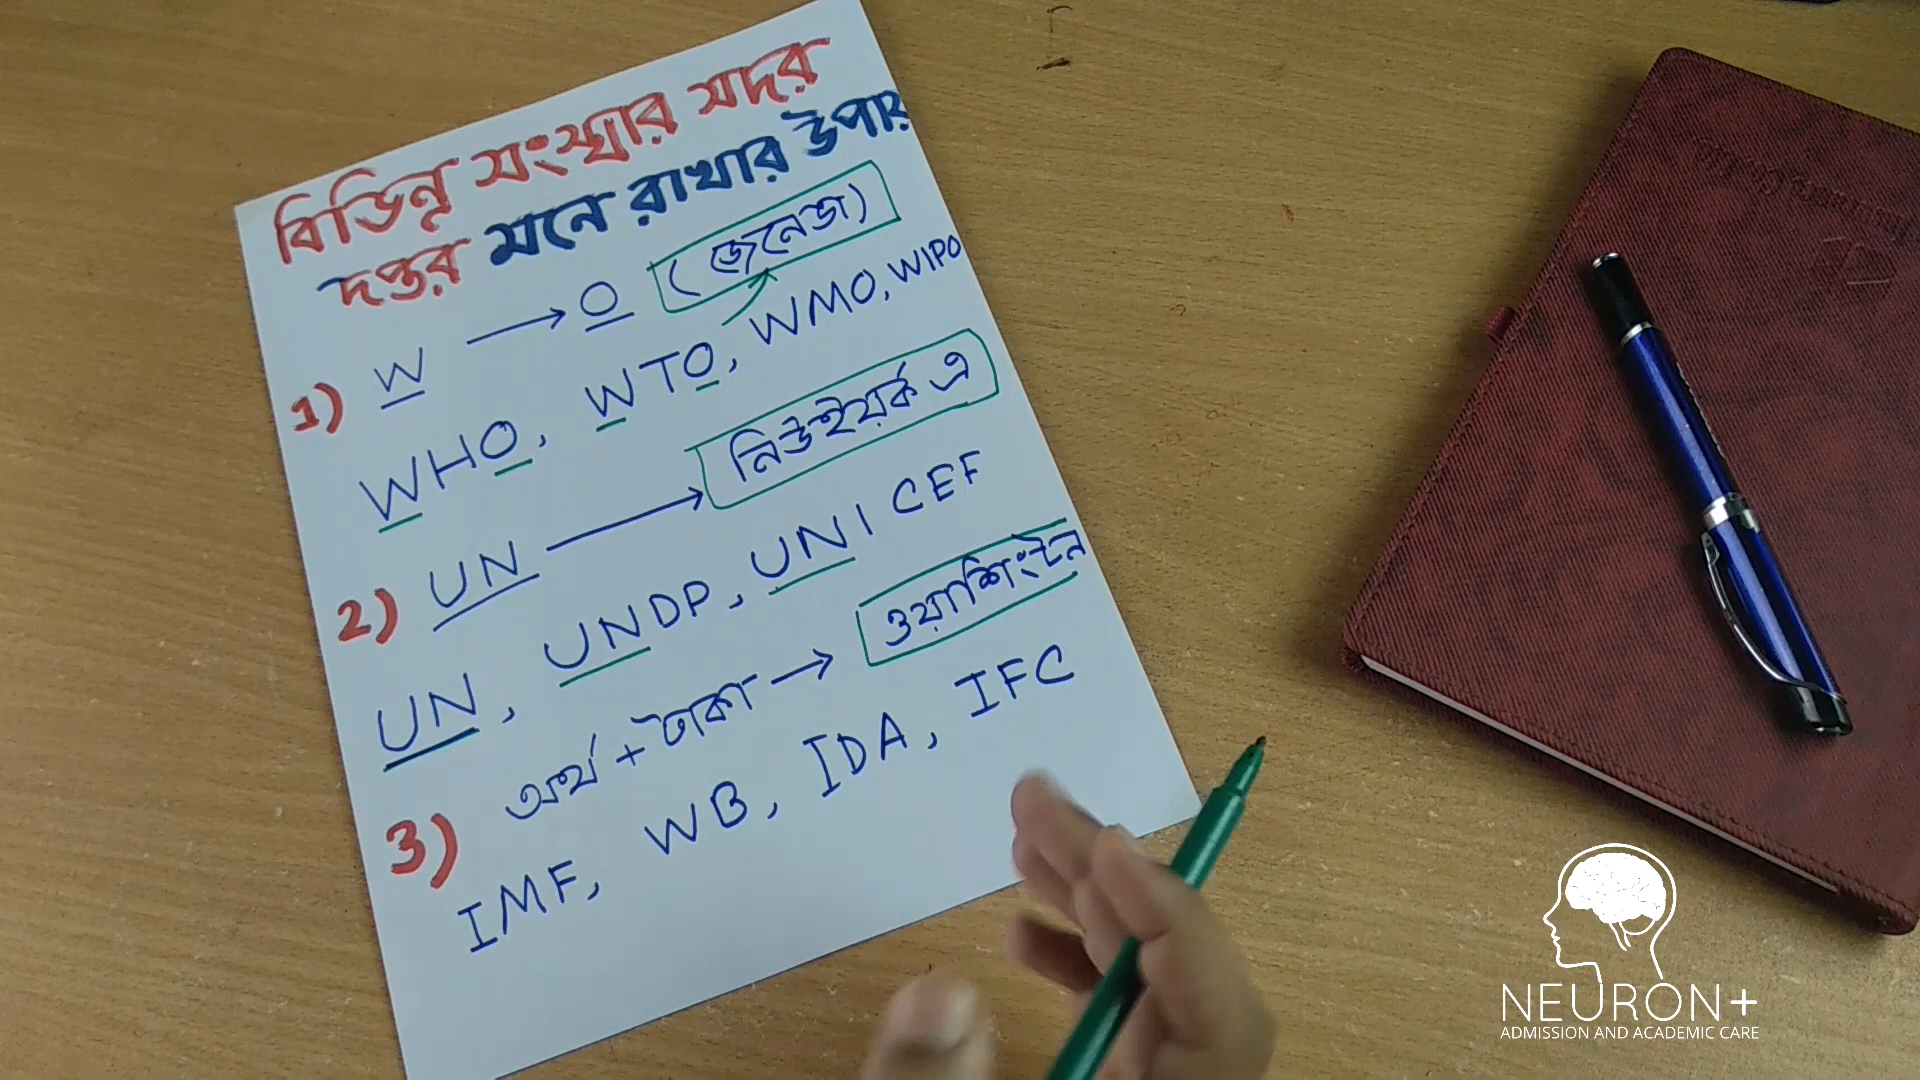 বিভিন্ন সংস্থার সদর
দপ্তর মনে রাখার উপায়
1) W → O (জেনেভা)
WHO, WTO, WMO, WIPO
2) UN → নিউইয়র্ক এ
UN, UNDP, UNICEF
3) অর্থ + টাকা → ওয়াশিংটন
IMF, WB, IDA, IFC
NEURON+
ADMISSION AND ACADEMIC CARE